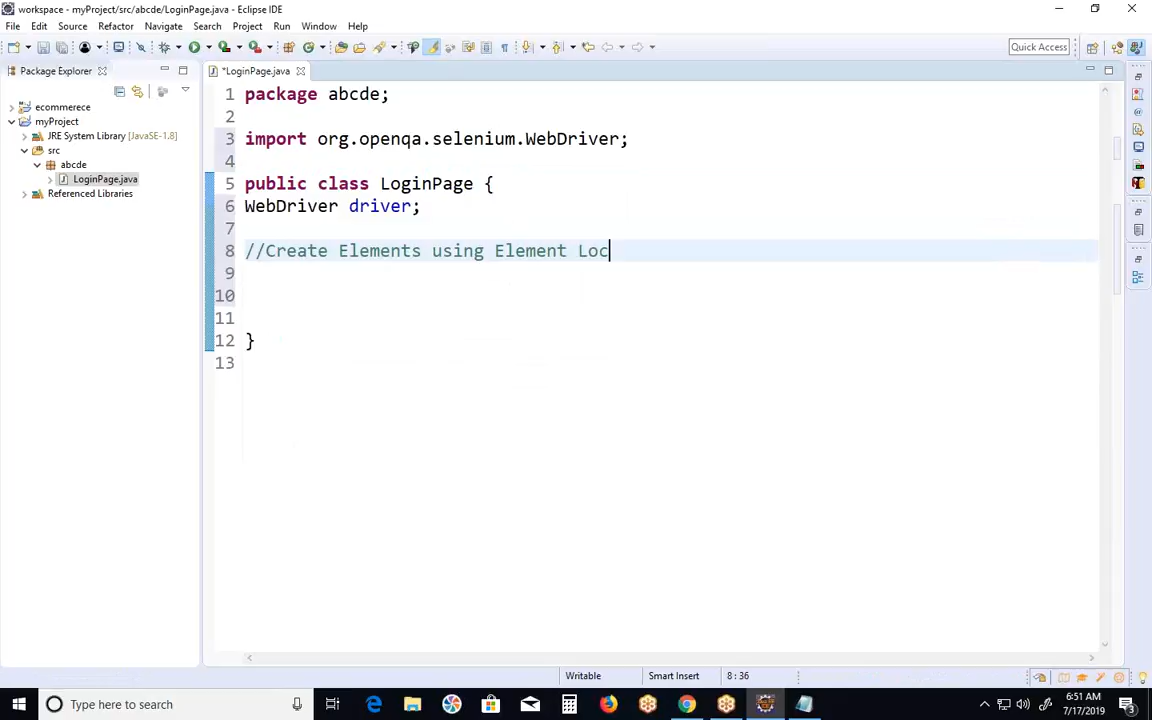 workspace - myProject/src/abcde/LoginPage.java - Eclipse IDE
File Edit Source Refactor Navigate Search Project Run Window Help
Quick Access
Package Explorer
*LoginPage.java
ecommerece
myProject
JRE System Library [JavaSE-1.8]
src
abcde
LoginPage.java
Referenced Libraries
1 package abcde;
2
3 import org.openqa.selenium.WebDriver;
4
5 public class LoginPage {
6 WebDriver driver;
7
8 //Create Elements using Element Loc
9
10
11
12 }
13
Writable Smart Insert 8:36
Type here to search
6:51 AM
7/17/2019
3